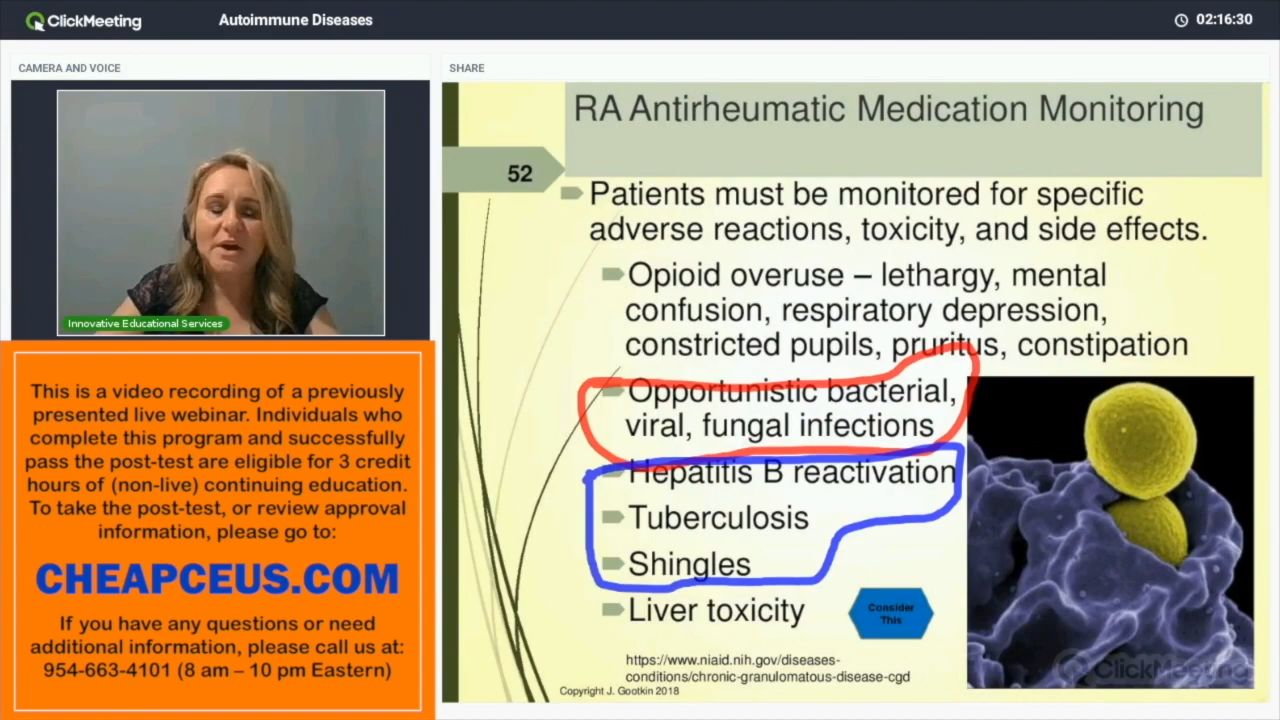 ClickMeeting
Autoimmune Diseases
02:16:30
CAMERA AND VOICE
SHARE
Innovative Educational Services
This is a video recording of a previously
presented live webinar. Individuals who
complete this program and successfully
pass the post-test are eligible for 3 credit
hours of (non-live) continuing education.
To take the post-test, or review approval
information, please go to:
CHEAPCEUS.COM
If you have any questions or need
additional information, please call us at:
954-663-4101 (8 am – 10 pm Eastern)
RA Antirheumatic Medication Monitoring
52
Patients must be monitored for specific
adverse reactions, toxicity, and side effects.
Opioid overuse – lethargy, mental
confusion, respiratory depression,
constricted pupils, pruritus, constipation
Opportunistic bacterial,
viral, fungal infections
Hepatitis B reactivation
Tuberculosis
Shingles
Liver toxicity
Consider
This
https://www.niaid.nih.gov/diseases-
conditions/chronic-granulomatous-disease-cgd
Copyright J. Gootkin 2018
ClickMeeting